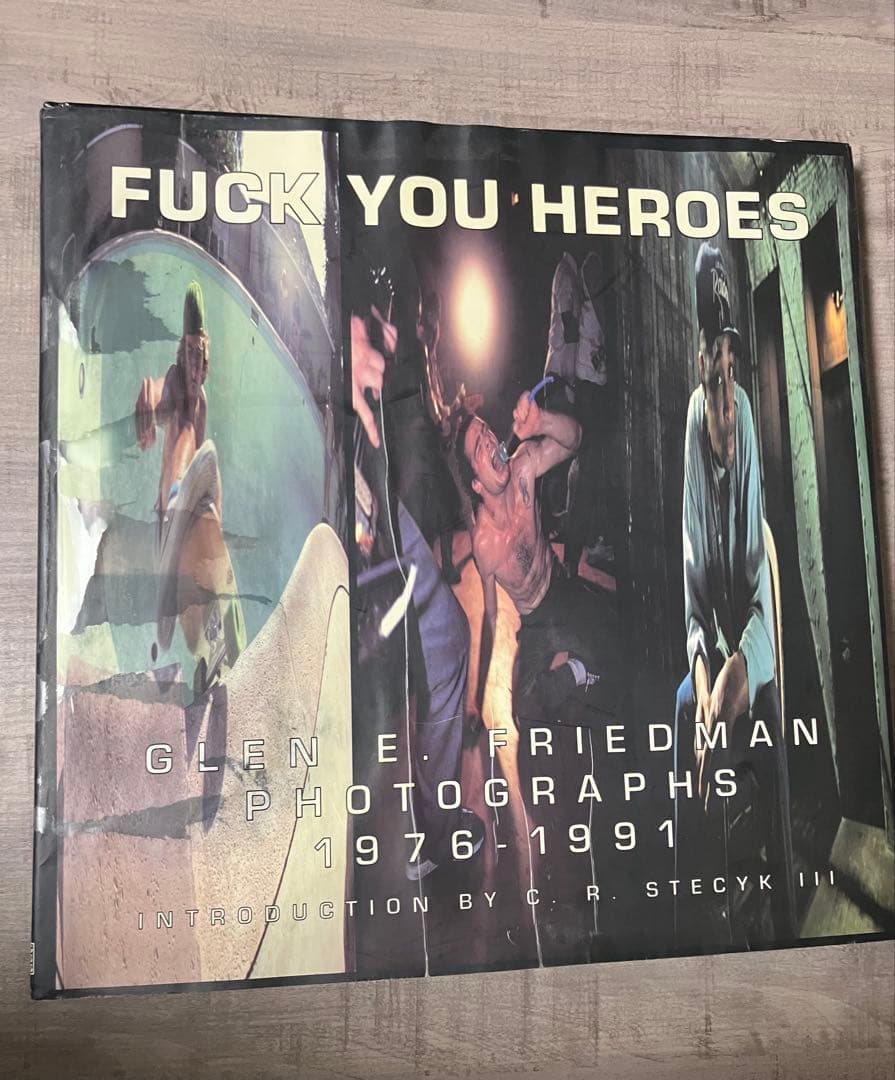 FUCK YOU HEROES
GLEN E. FRIEDMAN
PHOTOGRAPHS
1976-1991
INTRODUCTION BY C. R. STECYK III